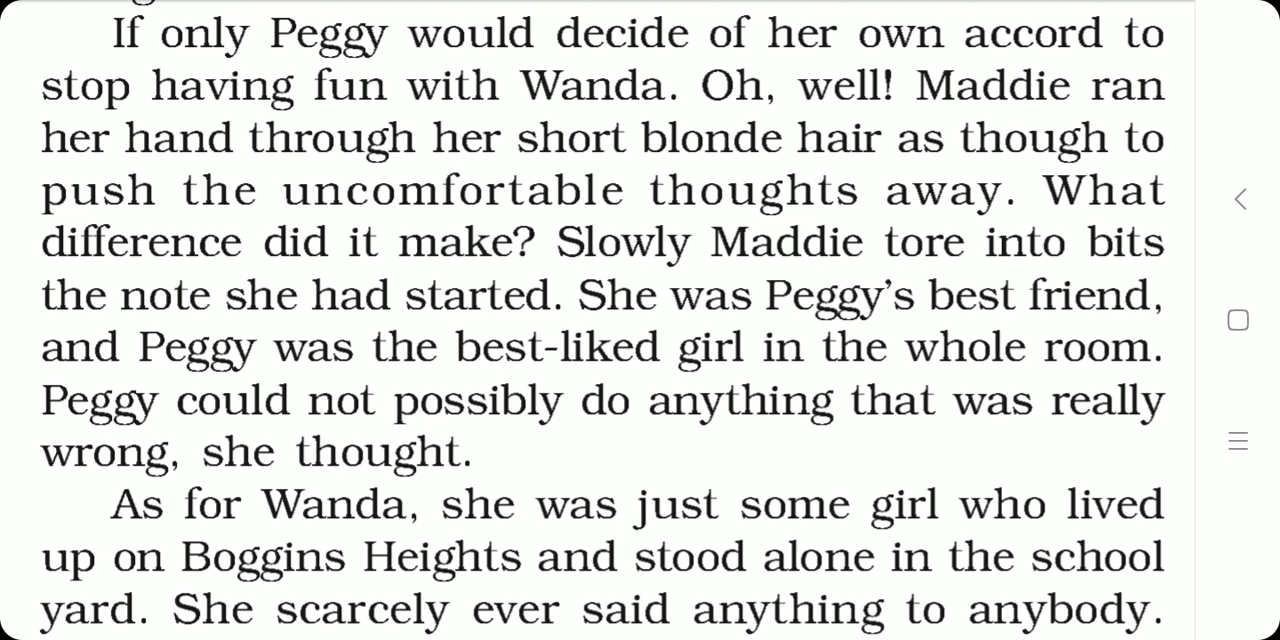 If only Peggy would decide of her own accord to
stop having fun with Wanda. Oh, well! Maddie ran
her hand through her short blonde hair as though to
push the uncomfortable thoughts away. What
difference did it make? Slowly Maddie tore into bits
the note she had started. She was Peggy’s best friend,
and Peggy was the best-liked girl in the whole room.
Peggy could not possibly do anything that was really
wrong, she thought.
As for Wanda, she was just some girl who lived
up on Boggins Heights and stood alone in the school
yard. She scarcely ever said anything to anybody.